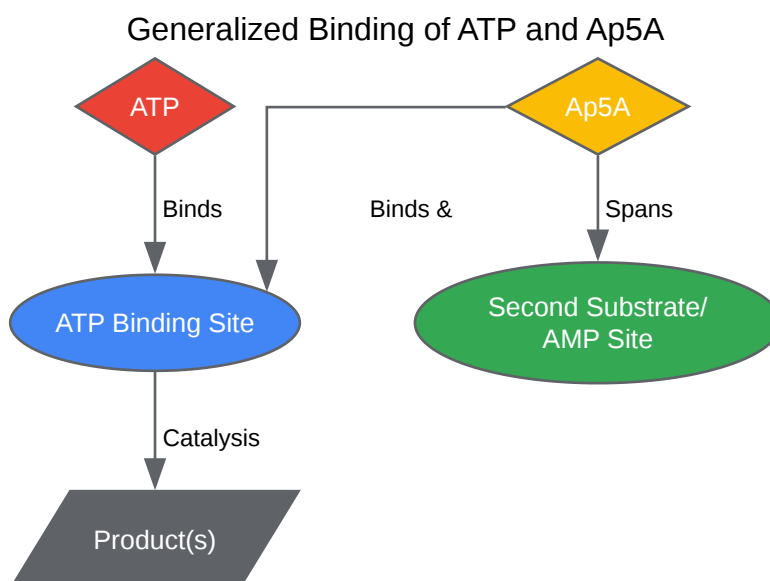 Generalized Binding of ATP and Ap5A
ATP
Ap5A
Binds
Binds &
Spans
ATP Binding Site
Second Substrate/
AMP Site
Catalysis
Product(s)